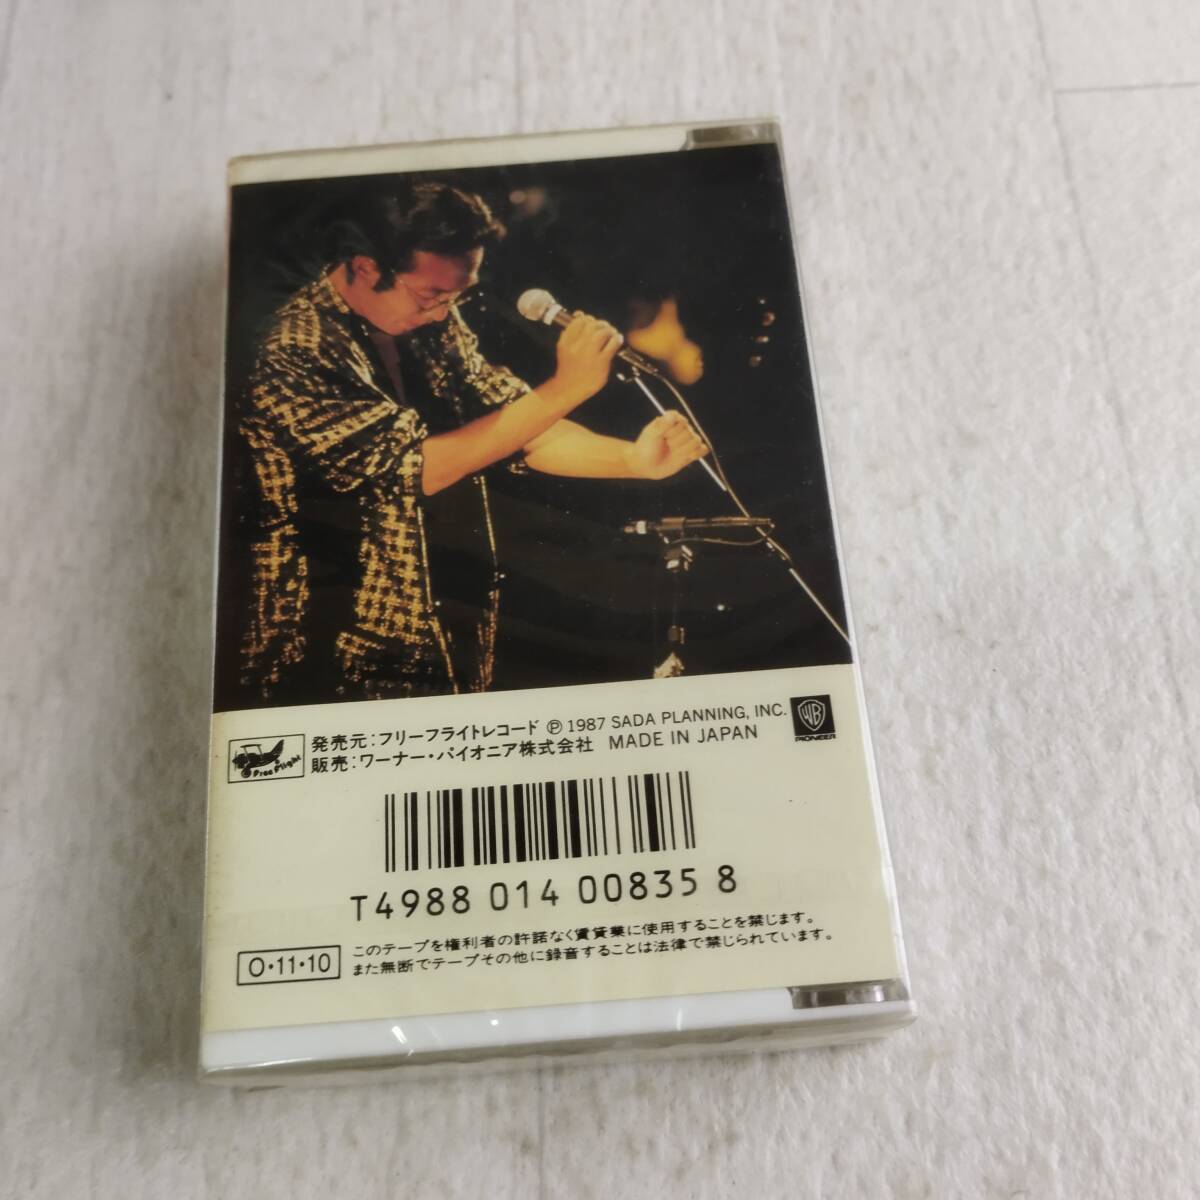 Free Flight
発売元：フリーフライトレコード Ⓟ 1987 SADA PLANNING, INC.
販売：ワーナー・パイオニア株式会社 MADE IN JAPAN
WB
PIONEER
T4988 014 00835 8
O・11・10
このテープを権利者の許諾なく賃貸業に使用することを禁じます。
また無断でテープその他に録音することは法律で禁じられています。